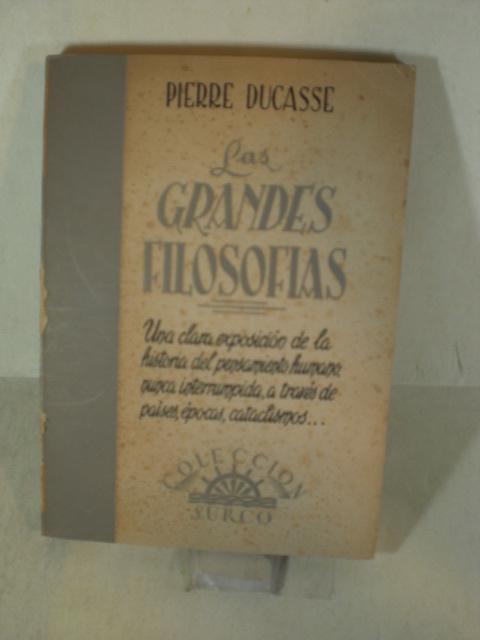 PIERRE DUCASSE
Las
GRANDES
FILOSOFIAS
Una clara exposición de la
historia del pensamiento humano,
nunca interrumpida, a través de
países, épocas, cataclismos...
COLECCION
SURCO